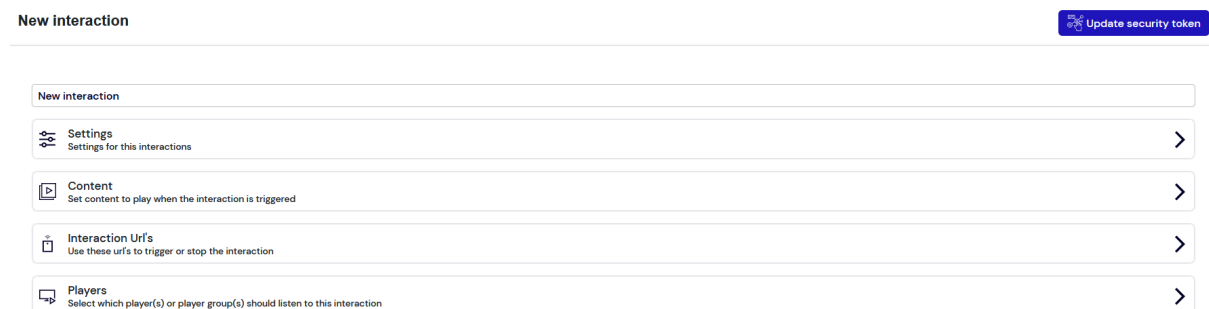 New interaction
Update security token
New interaction
Settings
Settings for this interactions
Content
Set content to play when the interaction is triggered
Interaction Url's
Use these url's to trigger or stop the interaction
Players
Select which player(s) or player group(s) should listen to this interaction